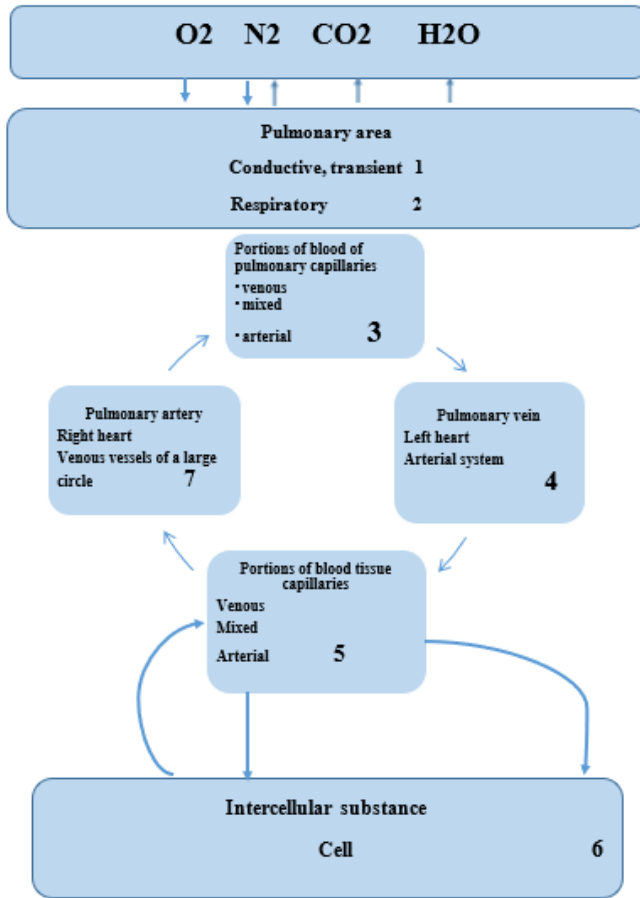 O2 N2 CO2 H2O
Pulmonary area
Conductive, transient 1
Respiratory 2
Portions of blood of
pulmonary capillaries
• venous
• mixed
• arterial 3
Pulmonary artery
Right heart
Venous vessels of a large
circle 7
Pulmonary vein
Left heart
Arterial system
4
Portions of blood tissue
capillaries
Venous
Mixed
Arterial 5
Intercellular substance
Cell 6